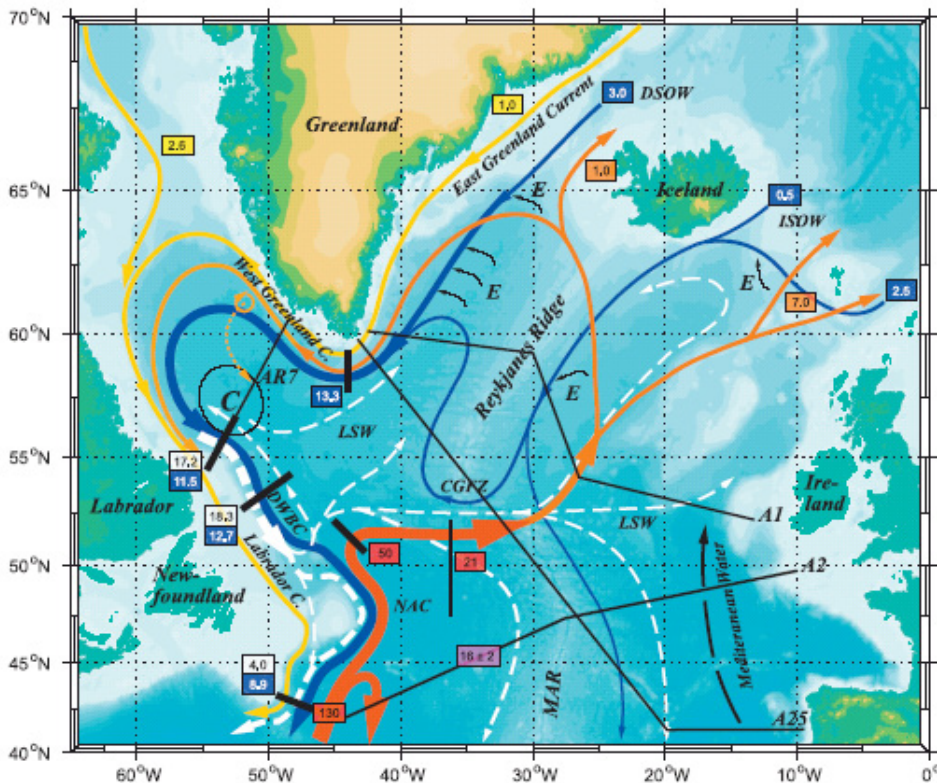 70°N
65°N
60°N
55°N
50°N
45°N
40°N
60°W
50°W
40°W
30°W
20°W
10°W
0°
Greenland
1,0
3.0
DSOW
2.6
East Greenland Current
E
1,0
Iceland
0.5
ISOW
E
E
7.0
2.5
West Greenland C.
Reykjanes Ridge
AR7
13.3
C
E
LSW
17.2
11.5
Labrador
DWBC
CGFZ
LSW
Ire-
land
A1
18.3
12.7
Labrador C.
50
21
A2
New-
foundland
NAC
Mediteranean Water
16 ± 2
4,0
8.9
MAR
130
A25